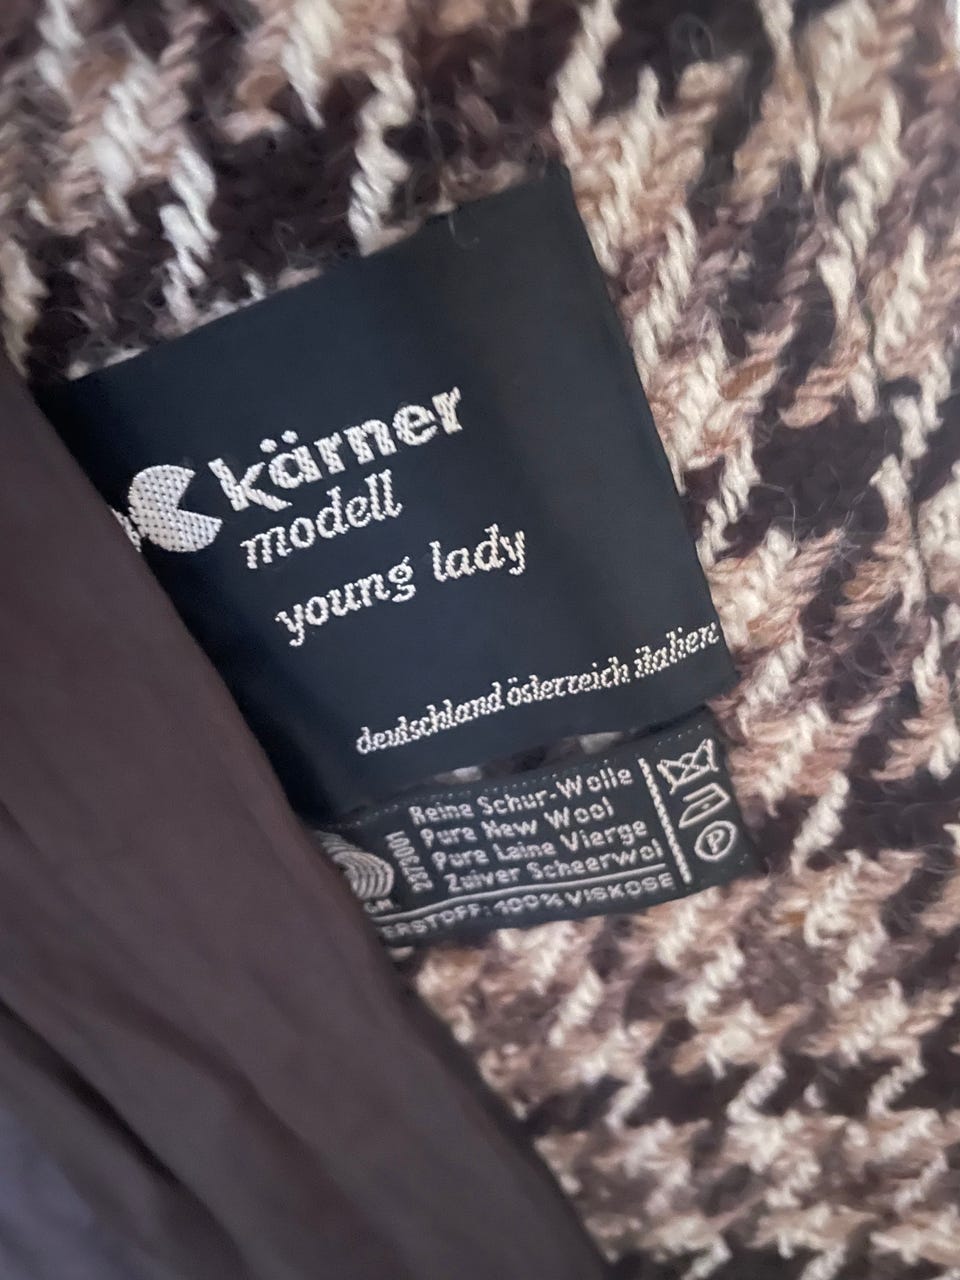 kärner
modell
young lady
deutschland österreich italien
Reine Schur-Wolle
Pure New Wool
Pure Laine Vierge
Zuiver Scheerwol
ERSTOFF: 100% VISKOSE
P